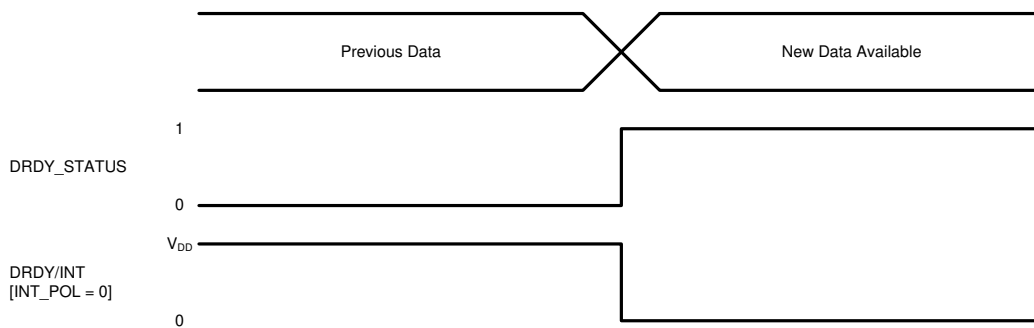 Previous Data
New Data Available
1
DRDY_STATUS
0
VDD
DRDY/INT
[INT_POL = 0]
0